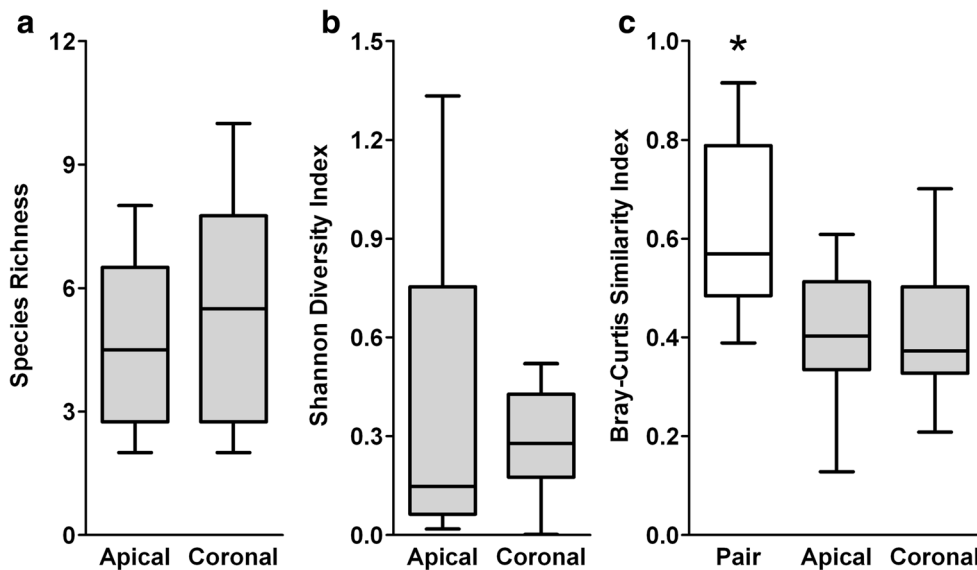 a
Species Richness
12
9
6
3
0
Apical Coronal
b
Shannon Diversity Index
1.5
1.2
0.9
0.6
0.3
0.0
Apical Coronal
c
Bray-Curtis Similarity Index
1.0
0.8
0.6
0.4
0.2
0.0
*
Pair Apical Coronal